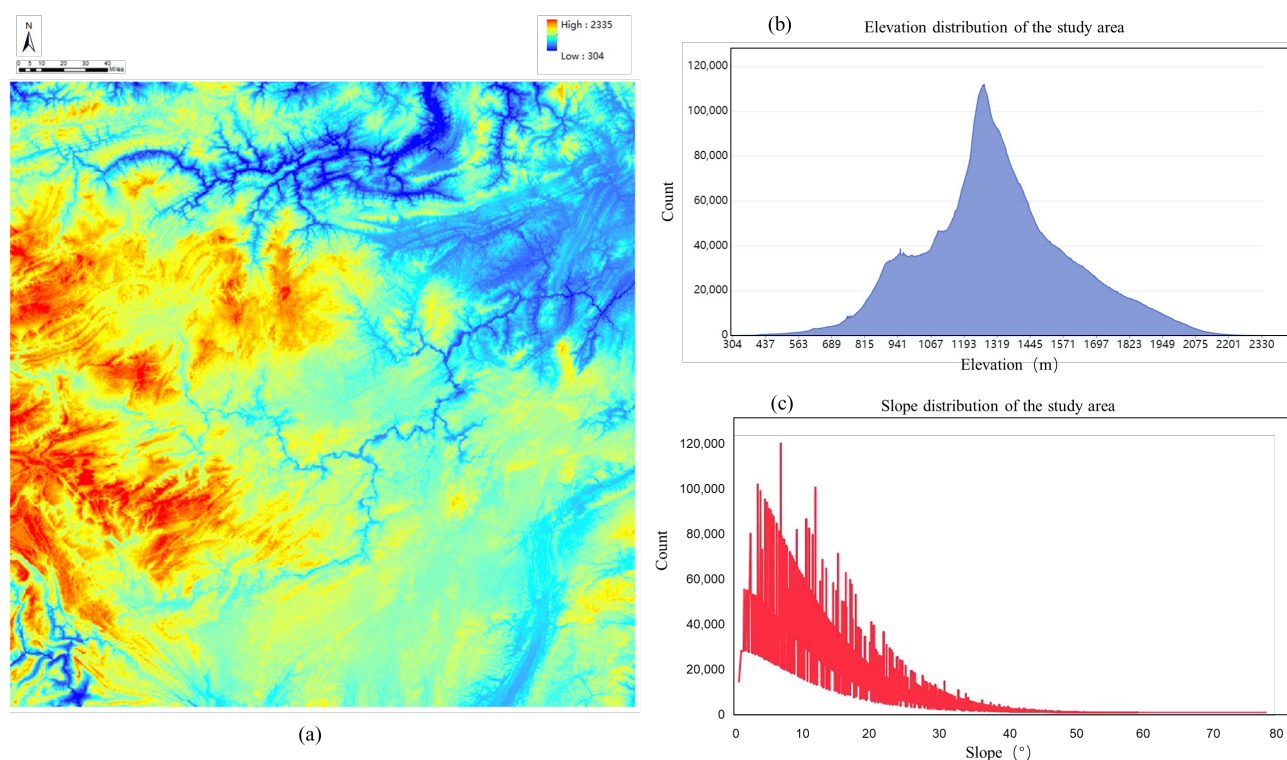 N
0 5 10 20 30 40
Miles
High : 2335
Low : 304
(a)
(b)
Elevation distribution of the study area
120,000
100,000
80,000
60,000
40,000
20,000
0
Count
304 437 563 689 815 941 1067 1193 1319 1445 1571 1697 1823 1949 2075 2201 2330
Elevation（m）
(c)
Slope distribution of the study area
120,000
100,000
80,000
60,000
40,000
20,000
0
Count
0 10 20 30 40 50 60 70 80
Slope（°）